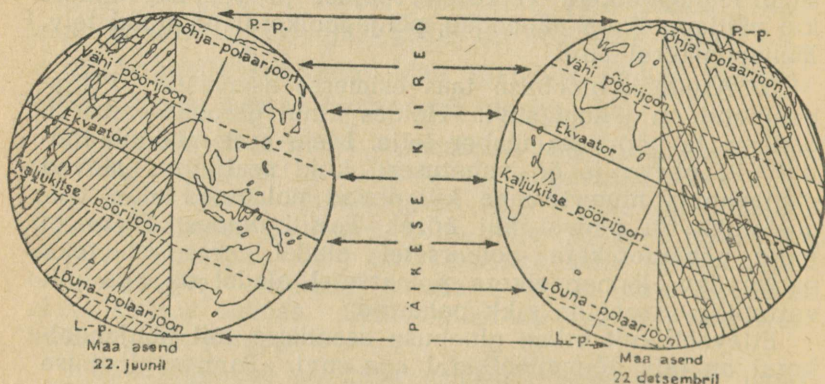 P.-p.
Põhja-polaarjoon
Vähi pöörijoon
Ekvaator
Kaljukitse pöörijoon
Lõuna polaarjoon
L.-p.
Maa asend
22. juunil
PÄIKESE KIIRED
P.-p.
Põhja-polaarjoon
Vähi pöörijoon
Ekvaator
Kaljukitse pöörijoon
Lõuna-polaarjoon
L.-p.
Maa asend
22 detsembril